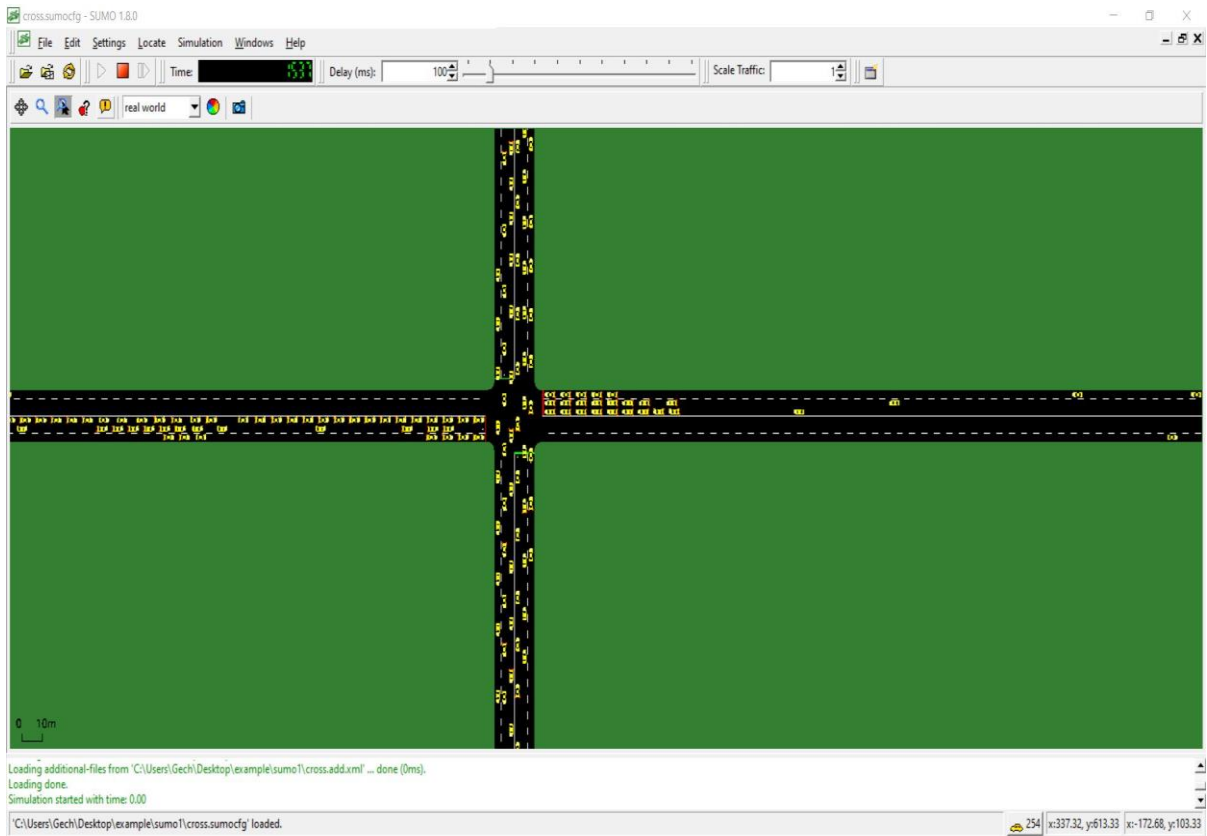 cross.sumocfg - SUMO 1.8.0
File Edit Settings Locate Simulation Windows Help
Time: 1537 Delay (ms): 100 Scale Traffic: 1
real world
0 10m
Loading additional-files from 'C:\Users\Gech\Desktop\example\sumo1\cross.add.xml' ... done (0ms).
Loading done.
Simulation started with time: 0.00
'C:\Users\Gech\Desktop\example\sumo1\cross.sumocfg' loaded. 254 x:337.32, y:613.33 x:-172.68, y:103.33